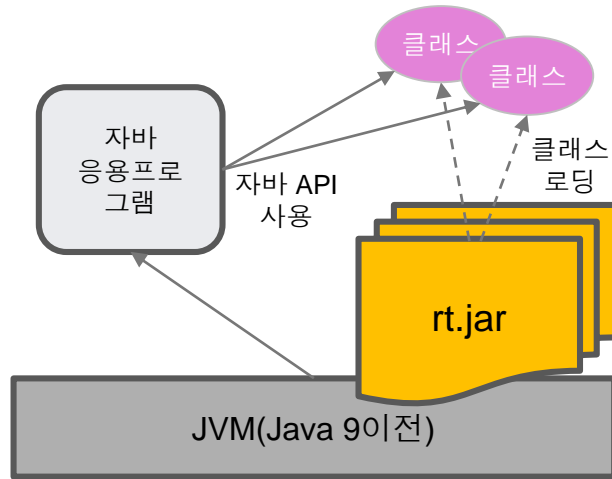 클래스
클래스
자바
응용프로
그램
자바 API
사용
클래스
로딩
rt.jar
JVM(Java 9이전)